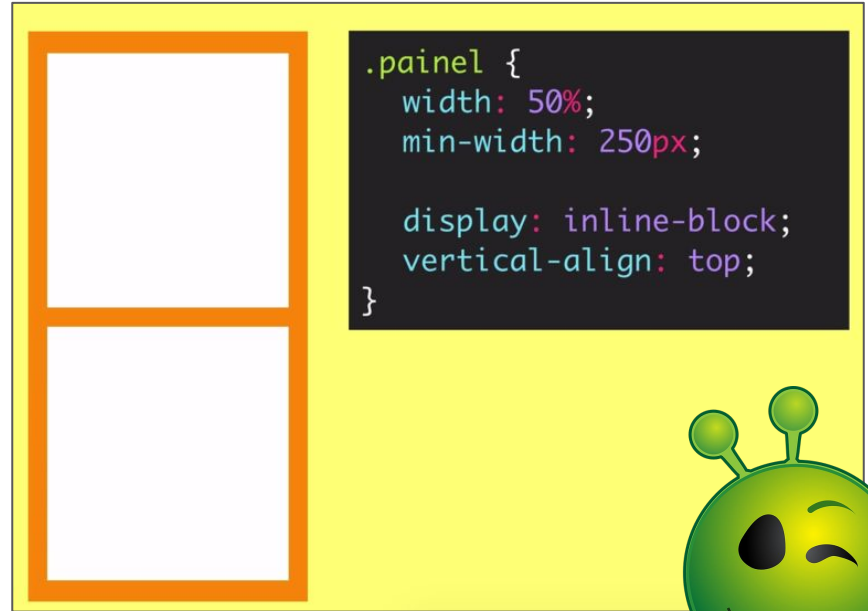 .painel {
width: 50%;
min-width: 250px;
display: inline-block;
vertical-align: top;
}